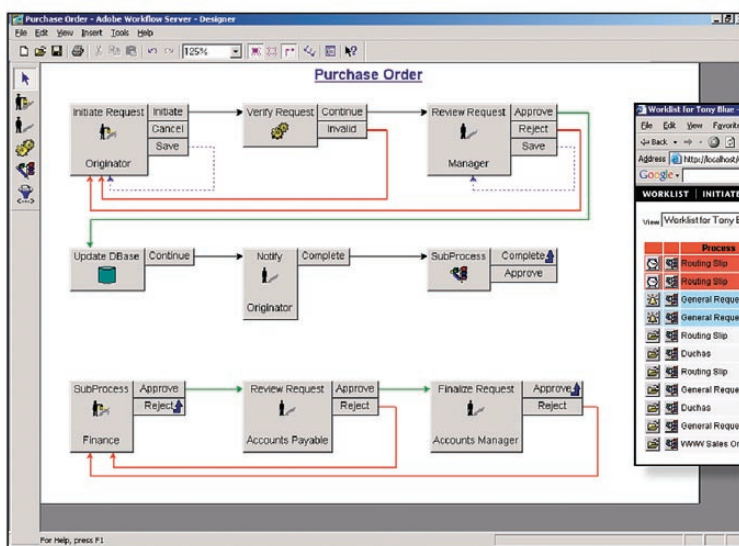 Purchase Order - Adobe Workflow Server - Designer
File Edit View Insert Tools Help
125%
Purchase Order
Initiate Request
Initiate
Cancel
Save
Originator
Verify Request
Continue
Invalid
Review Request
Approve
Reject
Save
Manager
Update DBase
Continue
Notify
Complete
Originator
SubProcess
Complete
Approve
SubProcess
Approve
Reject
Finance
Review Request
Approve
Reject
Accounts Payable
Finalize Request
Approve
Reject
Accounts Manager
For Help, press F1
Worklist for Tony Blue -
File Edit View Favorit
Back
Address http://localhost/
Google
WORKLIST | INITIATE
View Worklist for Tony B
Process
Routing Slip
Routing Slip
General Reque
General Reque
Routing Slip
Duchas
Routing Slip
General Reque
Duchas
General Reque
WWW Sales Or